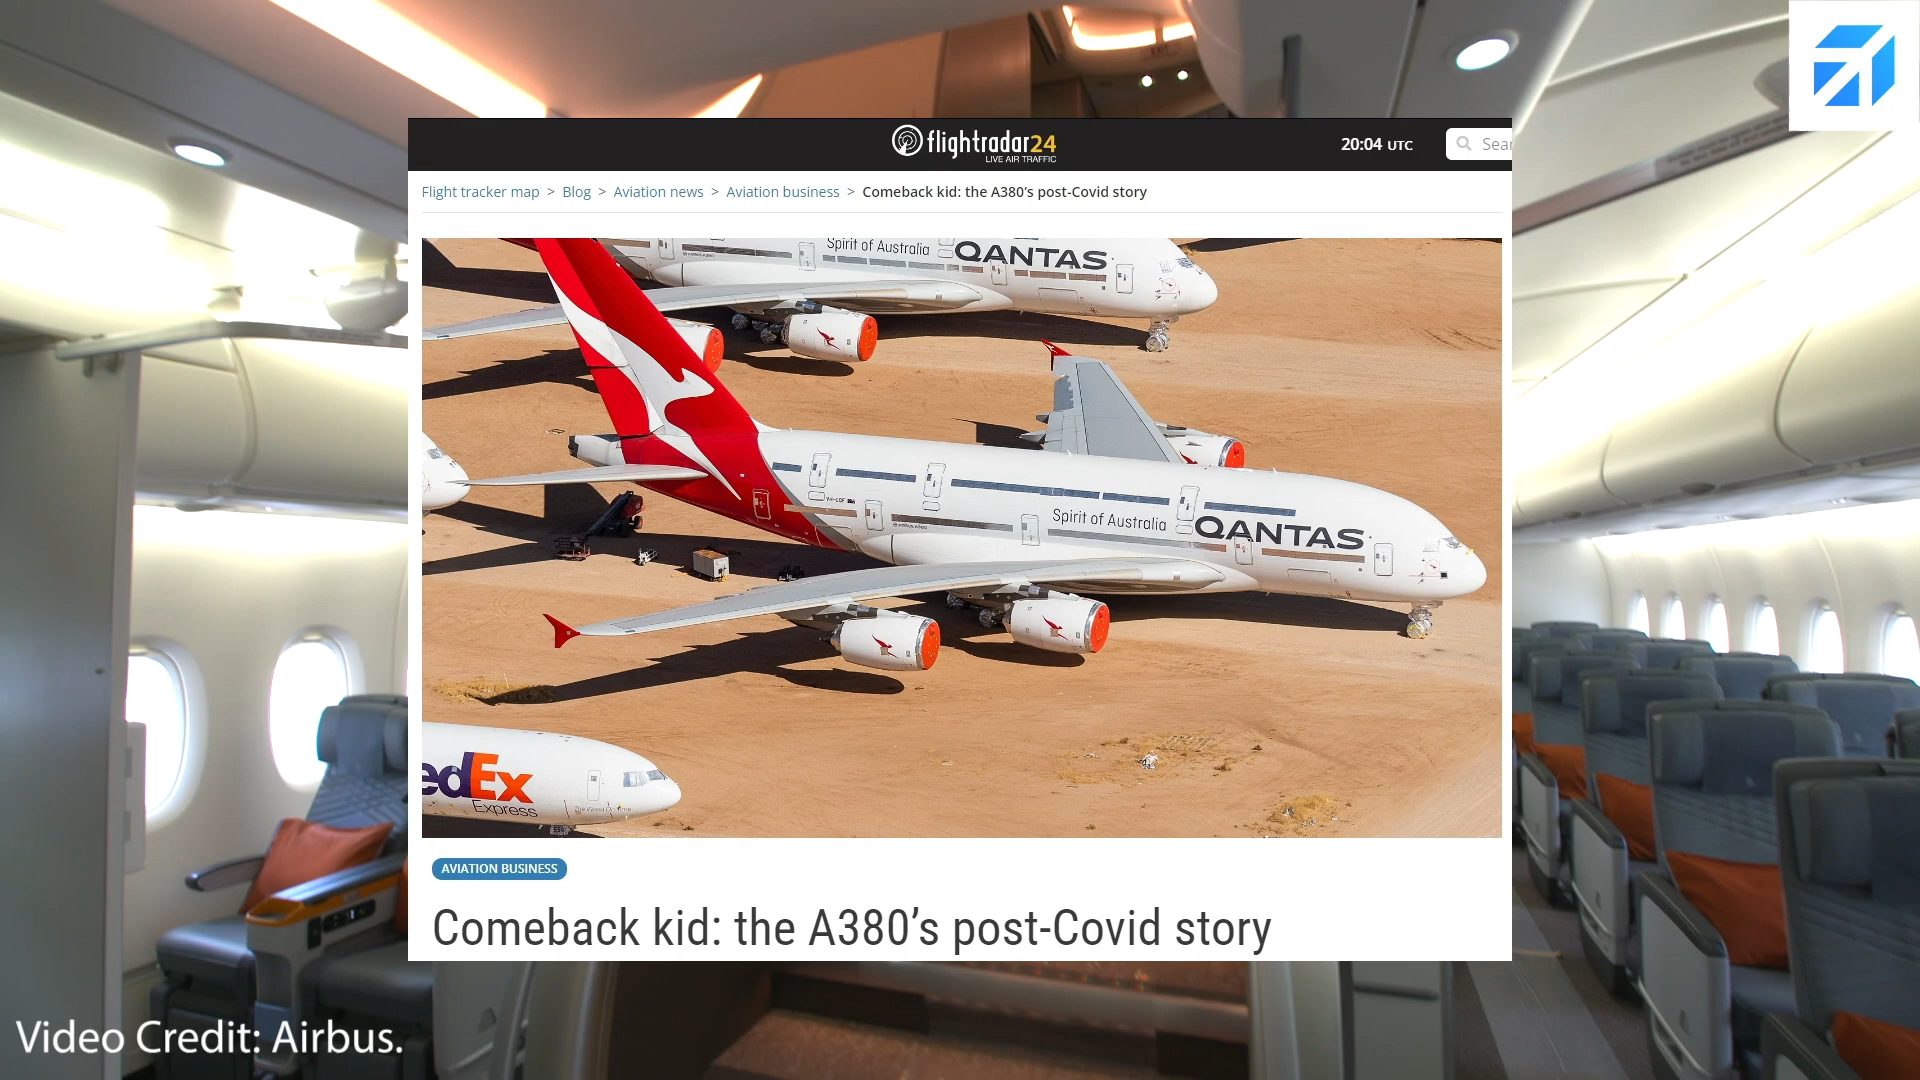 flightradar24
LIVE AIR TRAFFIC
20:04 UTC
Sear
Flight tracker map > Blog > Aviation news > Aviation business > Comeback kid: the A380's post-Covid story
Spirit of Australia QANTAS
Spirit of Australia QANTAS
edEx
Express
AVIATION BUSINESS
Comeback kid: the A380’s post-Covid story
Video Credit: Airbus.